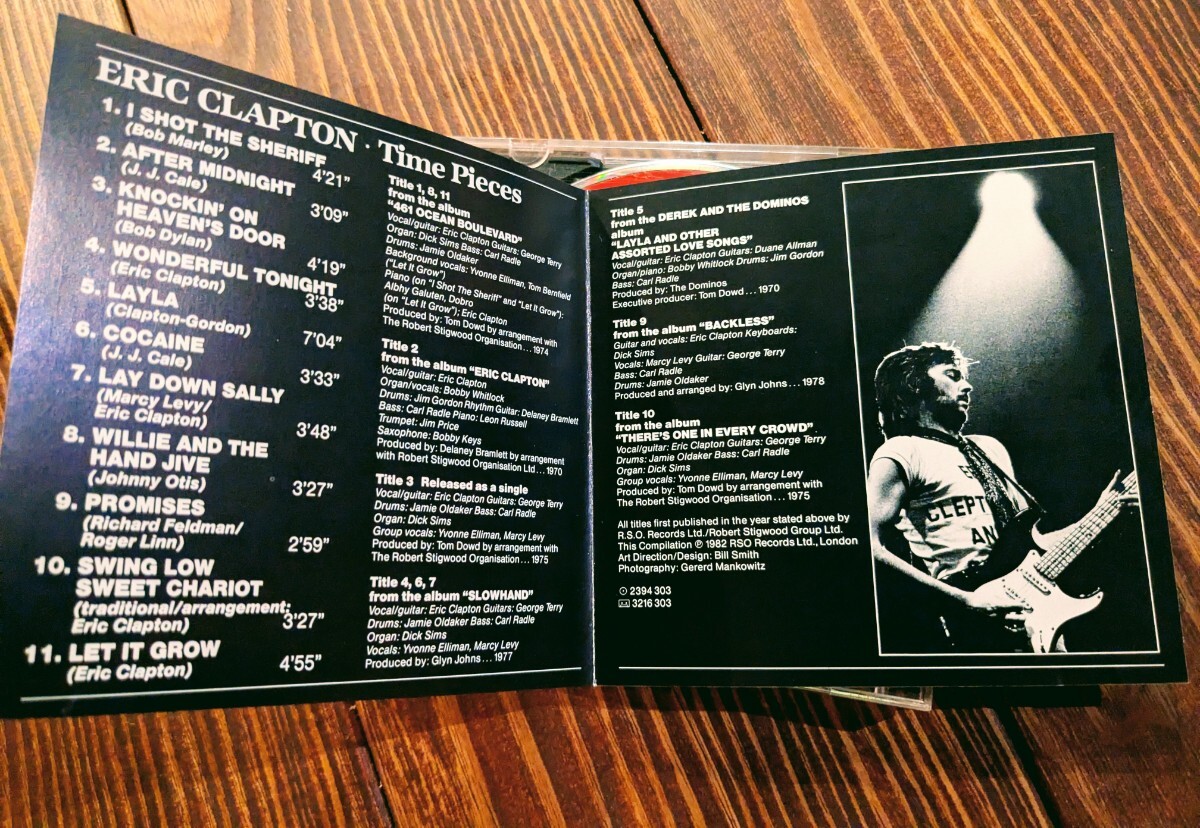 ERIC CLAPTON · Time Pieces
1. I SHOT THE SHERIFF
(Bob Marley) 4'21"
2. AFTER MIDNIGHT
(J. J. Cale) 3'09"
3. KNOCKIN' ON
HEAVEN'S DOOR
(Bob Dylan) 4'19"
4. WONDERFUL TONIGHT
(Eric Clapton) 3'38"
5. LAYLA
(Clapton-Gordon) 7'04"
6. COCAINE
(J. J. Cale) 3'33"
7. LAY DOWN SALLY
(Marcy Levy/
Eric Clapton) 3'48"
8. WILLIE AND THE
HAND JIVE
(Johnny Otis) 3'27"
9. PROMISES
(Richard Feldman/
Roger Linn) 2'59"
10. SWING LOW
SWEET CHARIOT
(traditional/arrangement:
Eric Clapton) 3'27"
11. LET IT GROW
(Eric Clapton) 4'55"
Title 1, 8, 11
from the album
"461 OCEAN BOULEVARD"
Vocal/guitar: Eric Clapton Guitars: George Terry
Organ: Dick Sims Bass: Carl Radle
Drums: Jamie Oldaker
Background vocals: Yvonne Elliman, Tom Bernfield
("Let It Grow")
Piano (on "I Shot The Sheriff" and "Let It Grow"):
Albhy Galuten, Dobro
(on "Let It Grow"); Eric Clapton
Produced by: Tom Dowd by arrangement with
The Robert Stigwood Organisation... 1974
Title 2
from the album "ERIC CLAPTON"
Vocal/guitar: Eric Clapton
Organ/vocals: Bobby Whitlock
Drums: Jim Gordon Rhythm Guitar: Delaney Bramlett
Bass: Carl Radle Piano: Leon Russell
Trumpet: Jim Price
Saxophone: Bobby Keys
Produced by: Delaney Bramlett by arrangement
with Robert Stigwood Organisation Ltd... 1970
Title 3 Released as a single
Vocal/guitar: Eric Clapton Guitars: George Terry
Drums: Jamie Oldaker Bass: Carl Radle
Organ: Dick Sims
Group vocals: Yvonne Elliman, Marcy Levy
Produced by: Tom Dowd by arrangement with
The Robert Stigwood Organisation... 1975
Title 4, 6, 7
from the album "SLOWHAND"
Vocal/guitar: Eric Clapton Guitars: George Terry
Drums: Jamie Oldaker Bass: Carl Radle
Organ: Dick Sims
Vocals: Yvonne Elliman, Marcy Levy
Produced by: Glyn Johns... 1977
Title 5
from the DEREK AND THE DOMINOS
album
"LAYLA AND OTHER
ASSORTED LOVE SONGS"
Vocal/guitar: Eric Clapton Guitars: Duane Allman
Organ/piano: Bobby Whitlock Drums: Jim Gordon
Bass: Carl Radle
Produced by: The Dominos
Executive producer: Tom Dowd... 1970
Title 9
from the album "BACKLESS"
Guitar and vocals: Eric Clapton Keyboards:
Dick Sims
Vocals: Marcy Levy Guitar: George Terry
Bass: Carl Radle
Drums: Jamie Oldaker
Produced and arranged by: Glyn Johns... 1978
Title 10
from the album
"THERE'S ONE IN EVERY CROWD"
Vocal/guitar: Eric Clapton Guitars: George Terry
Drums: Jamie Oldaker Bass: Carl Radle
Organ: Dick Sims
Group vocals: Yvonne Elliman, Marcy Levy
Produced by: Tom Dowd by arrangement with
The Robert Stigwood Organisation... 1975
All titles first published in the year stated above by
R.S.O. Records Ltd./Robert Stigwood Group Ltd.
This Compilation ℗ 1982 RSO Records Ltd., London
Art Direction/Design: Bill Smith
Photography: Gererd Mankowitz
2394 303
3216 303
CLEPT
AN